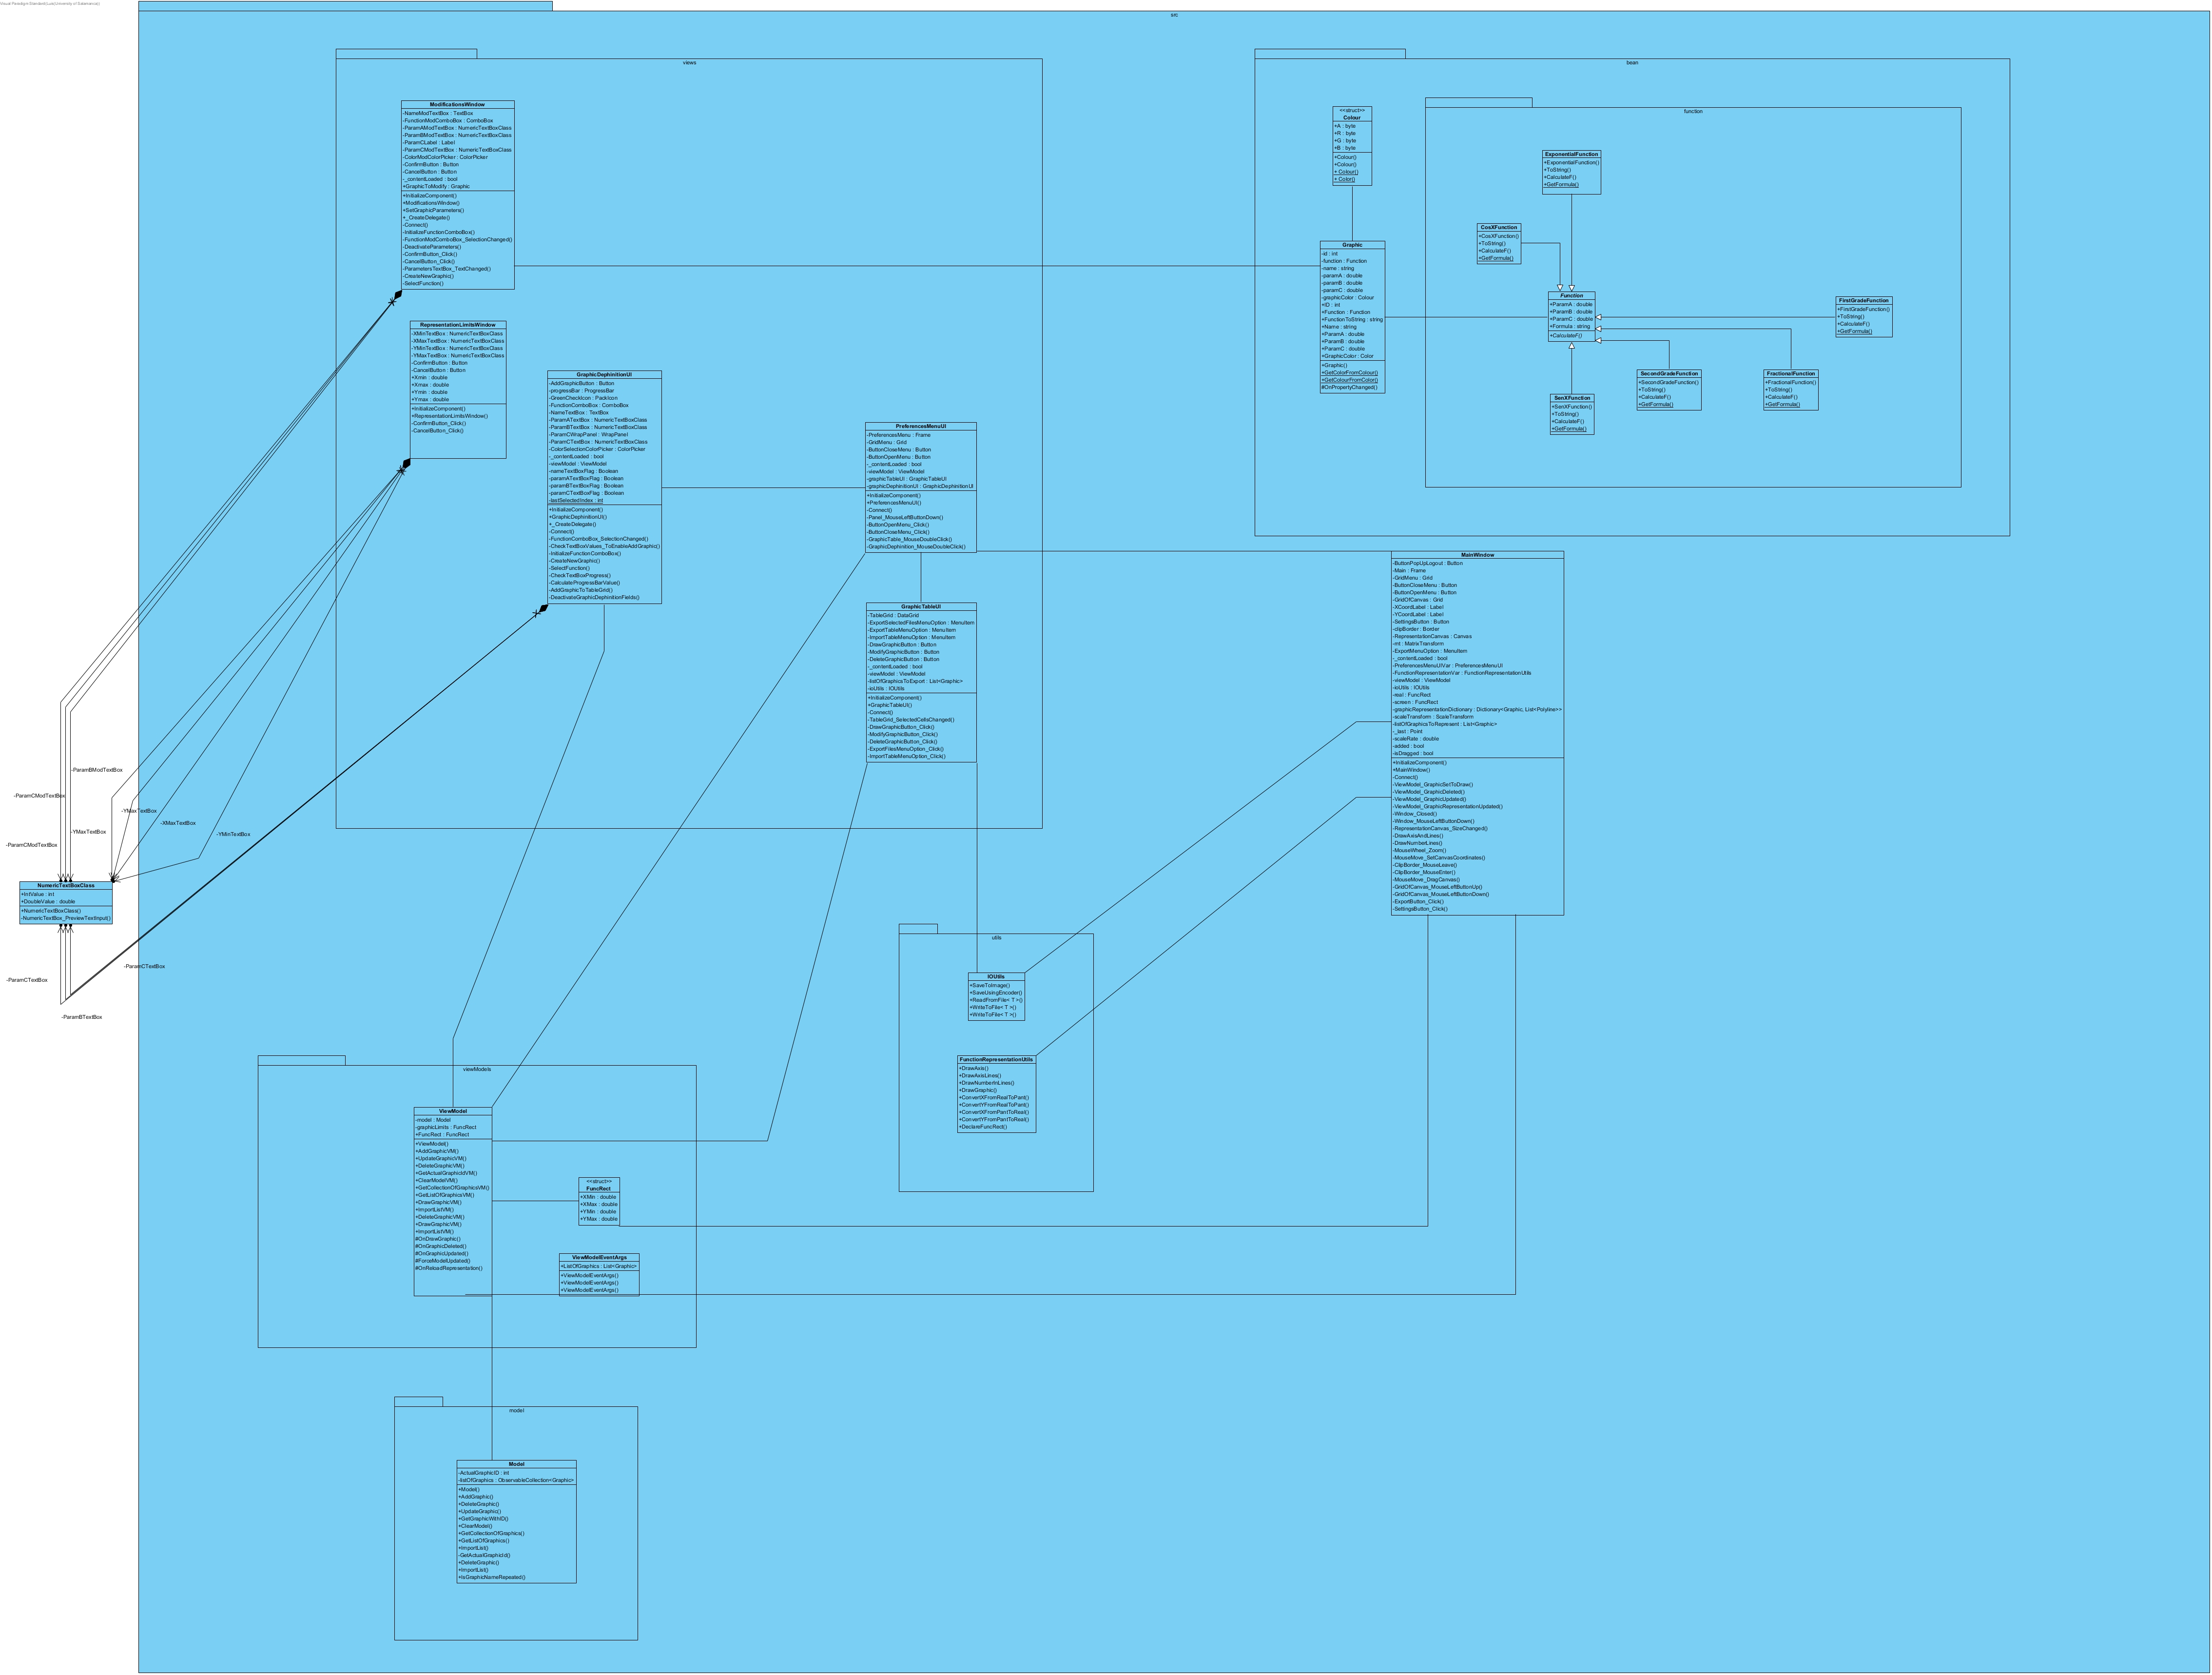 Visual Paradigm Standard(Luis(University of Salamanca))
src
views
ModificationsWindow
-NameModTextBox : TextBox
-FunctionModComboBox : ComboBox
-ParamAModTextBox : NumericTextBoxClass
-ParamBModTextBox : NumericTextBoxClass
-ParamCLabel : Label
-ParamCModTextBox : NumericTextBoxClass
-ColorModColorPicker : ColorPicker
-ConfirmButton : Button
-CancelButton : Button
-_contentLoaded : bool
+GraphicToModify : Graphic
+InitializeComponent()
+ModificationsWindow()
+SetGraphicParameters()
+_CreateDelegate()
-Connect()
-InitializeFunctionComboBox()
-FunctionModComboBox_SelectionChanged()
-DeactivateParameters()
-ConfirmButton_Click()
-CancelButton_Click()
-ParametersTextBox_TextChanged()
-CreateNewGraphic()
-SelectFunction()
RepresentationLimitsWindow
-XMinTextBox : NumericTextBoxClass
-XMaxTextBox : NumericTextBoxClass
-YMinTextBox : NumericTextBoxClass
-YMaxTextBox : NumericTextBoxClass
-ConfirmButton : Button
-CancelButton : Button
+Xmin : double
+Xmax : double
+Ymin : double
+Ymax : double
+InitializeComponent()
+RepresentationLimitsWindow()
-ConfirmButton_Click()
-CancelButton_Click()
GraphicDephinitionUI
-AddGraphicButton : Button
-progressBar : ProgressBar
-GreenCheckIcon : PackIcon
-FunctionComboBox : ComboBox
-NameTextBox : TextBox
-ParamATextBox : NumericTextBoxClass
-ParamBTextBox : NumericTextBoxClass
-ParamCWrapPanel : WrapPanel
-ParamCTextBox : NumericTextBoxClass
-ColorSelectionColorPicker : ColorPicker
-_contentLoaded : bool
-viewModel : ViewModel
-nameTextBoxFlag : Boolean
-paramATextBoxFlag : Boolean
-paramBTextBoxFlag : Boolean
-paramCTextBoxFlag : Boolean
-lastSelectedIndex : int
+InitializeComponent()
+GraphicDephinitionUI()
+_CreateDelegate()
-Connect()
-FunctionComboBox_SelectionChanged()
-CheckTextBoxValues_ToEnableAddGraphic()
-InitializeFunctionComboBox()
-CreateNewGraphic()
-SelectFunction()
-CheckTextBoxProgress()
-CalculateProgressBarValue()
-AddGraphicToTableGrid()
-DeactivateGraphicDephinitionFields()
PreferencesMenuUI
-PreferencesMenu : Frame
-GridMenu : Grid
-ButtonCloseMenu : Button
-ButtonOpenMenu : Button
-_contentLoaded : bool
-viewModel : ViewModel
-graphicTableUI : GraphicTableUI
-graphicDephinitionUI : GraphicDephinitionUI
+InitializeComponent()
+PreferencesMenuUI()
-Connect()
-Panel_MouseLeftButtonDown()
-ButtonOpenMenu_Click()
-ButtonCloseMenu_Click()
-GraphicTable_MouseDoubleClick()
-GraphicDephinition_MouseDoubleClick()
GraphicTableUI
-TableGrid : DataGrid
-ExportSelectedFilesMenuOption : MenuItem
-ExportTableMenuOption : MenuItem
-ImportTableMenuOption : MenuItem
-DrawGraphicButton : Button
-ModifyGraphicButton : Button
-DeleteGraphicButton : Button
-_contentLoaded : bool
-viewModel : ViewModel
-listOfGraphicsToExport : List<Graphic>
-ioUtils : IOUtils
+InitializeComponent()
+GraphicTableUI()
-Connect()
-TableGrid_SelectedCellsChanged()
-DrawGraphicButton_Click()
-ModifyGraphicButton_Click()
-DeleteGraphicButton_Click()
-ExportFilesMenuOption_Click()
-ImportTableMenuOption_Click()
bean
<<struct>>
Colour
+A : byte
+R : byte
+G : byte
+B : byte
+Colour()
+Colour()
+ Colour()
+ Color()
Graphic
-id : int
-function : Function
-name : string
-paramA : double
-paramB : double
-paramC : double
-graphicColor : Colour
+ID : int
+Function : Function
+FunctionToString : string
+Name : string
+ParamA : double
+ParamB : double
+ParamC : double
+GraphicColor : Color
+Graphic()
+GetColorFromColour()
+GetColourFromColor()
#OnPropertyChanged()
function
ExponentialFunction
+ExponentialFunction()
+ToString()
+CalculateF()
+GetFormula()
CosXFunction
+CosXFunction()
+ToString()
+CalculateF()
+GetFormula()
Function
+ParamA : double
+ParamB : double
+ParamC : double
+Formula : string
+CalculateF()
FirstGradeFunction
+FirstGradeFunction()
+ToString()
+CalculateF()
+GetFormula()
SecondGradeFunction
+SecondGradeFunction()
+ToString()
+CalculateF()
+GetFormula()
FractionalFunction
+FractionalFunction()
+ToString()
+CalculateF()
+GetFormula()
SenXFunction
+SenXFunction()
+ToString()
+CalculateF()
+GetFormula()
MainWindow
-ButtonPopUpLogout : Button
-Main : Frame
-GridMenu : Grid
-ButtonCloseMenu : Button
-ButtonOpenMenu : Button
-GridOfCanvas : Grid
-XCoordLabel : Label
-YCoordLabel : Label
-SettingsButton : Button
-clipBorder : Border
-RepresentationCanvas : Canvas
-mt : MatrixTransform
-ExportMenuOption : MenuItem
-_contentLoaded : bool
-PreferencesMenuUIVar : PreferencesMenuUI
-FunctionRepresentationVar : FunctionRepresentationUtils
-viewModel : ViewModel
-ioUtils : IOUtils
-real : FuncRect
-screen : FuncRect
-graphicRepresentationDictionary : Dictionary<Graphic, List<Polyline>>
-scaleTransform : ScaleTransform
-listOfGraphicsToRepresent : List<Graphic>
-_last : Point
-scaleRate : double
-added : bool
-isDragged : bool
+InitializeComponent()
+MainWindow()
-Connect()
-ViewModel_GraphicSetToDraw()
-ViewModel_GraphicDeleted()
-ViewModel_GraphicUpdated()
-ViewModel_GraphicRepresentationUpdated()
-Window_Closed()
-Window_MouseLeftButtonDown()
-RepresentationCanvas_SizeChanged()
-DrawAxisAndLines()
-DrawNumberLines()
-MouseWheel_Zoom()
-MouseMove_SetCanvasCoordinates()
-ClipBorder_MouseLeave()
-ClipBorder_MouseEnter()
-MouseMove_DragCanvas()
-GridOfCanvas_MouseLeftButtonUp()
-GridOfCanvas_MouseLeftButtonDown()
-ExportButton_Click()
-SettingsButton_Click()
-ParamBModTextBox
-ParamCModTextBox
-YMaxTextBox
-XMaxTextBox
-YMaxTextBox
-YMinTextBox
-ParamCModTextBox
NumericTextBoxClass
+IntValue : int
+DoubleValue : double
+NumericTextBoxClass()
-NumericTextBox_PreviewTextInput()
-ParamCTextBox
-ParamCTextBox
-ParamBTextBox
utils
IOUtils
+SaveToImage()
+SaveUsingEncoder()
+ReadFromFile< T >()
+WriteToFile< T >()
+WriteToFile< T >()
FunctionRepresentationUtils
+DrawAxis()
+DrawAxisLines()
+DrawNumberInLines()
+DrawGraphic()
+ConvertXFromRealToPant()
+ConvertYFromRealToPant()
+ConvertXFromPantToReal()
+ConvertYFromPantToReal()
+DeclareFuncRect()
viewModels
ViewModel
-model : Model
-graphicLimits : FuncRect
+FuncRect : FuncRect
+ViewModel()
+AddGraphicVM()
+UpdateGraphicVM()
+DeleteGraphicVM()
+GetActualGraphicIdVM()
+ClearModelVM()
+GetCollectionOfGraphicsVM()
+GetListOfGraphicsVM()
+DrawGraphicVM()
+ImportListVM()
+DeleteGraphicVM()
+DrawGraphicVM()
+ImportListVM()
#OnDrawGraphic()
#OnGraphicDeleted()
#OnGraphicUpdated()
#ForceModelUpdated()
#OnReloadRepresentation()
<<struct>>
FuncRect
+XMin : double
+XMax : double
+YMin : double
+YMax : double
ViewModelEventArgs
+ListOfGraphics : List<Graphic>
+ViewModelEventArgs()
+ViewModelEventArgs()
+ViewModelEventArgs()
model
Model
-ActualGraphicID : int
-listOfGraphics : ObservableCollection<Graphic>
+Model()
+AddGraphic()
+DeleteGraphic()
+UpdateGraphic()
+GetGraphicWithID()
+ClearModel()
+GetCollectionOfGraphics()
+GetListOfGraphics()
+ImportList()
-GetActualGraphicId()
+DeleteGraphic()
+ImportList()
+IsGraphicNameRepeated()